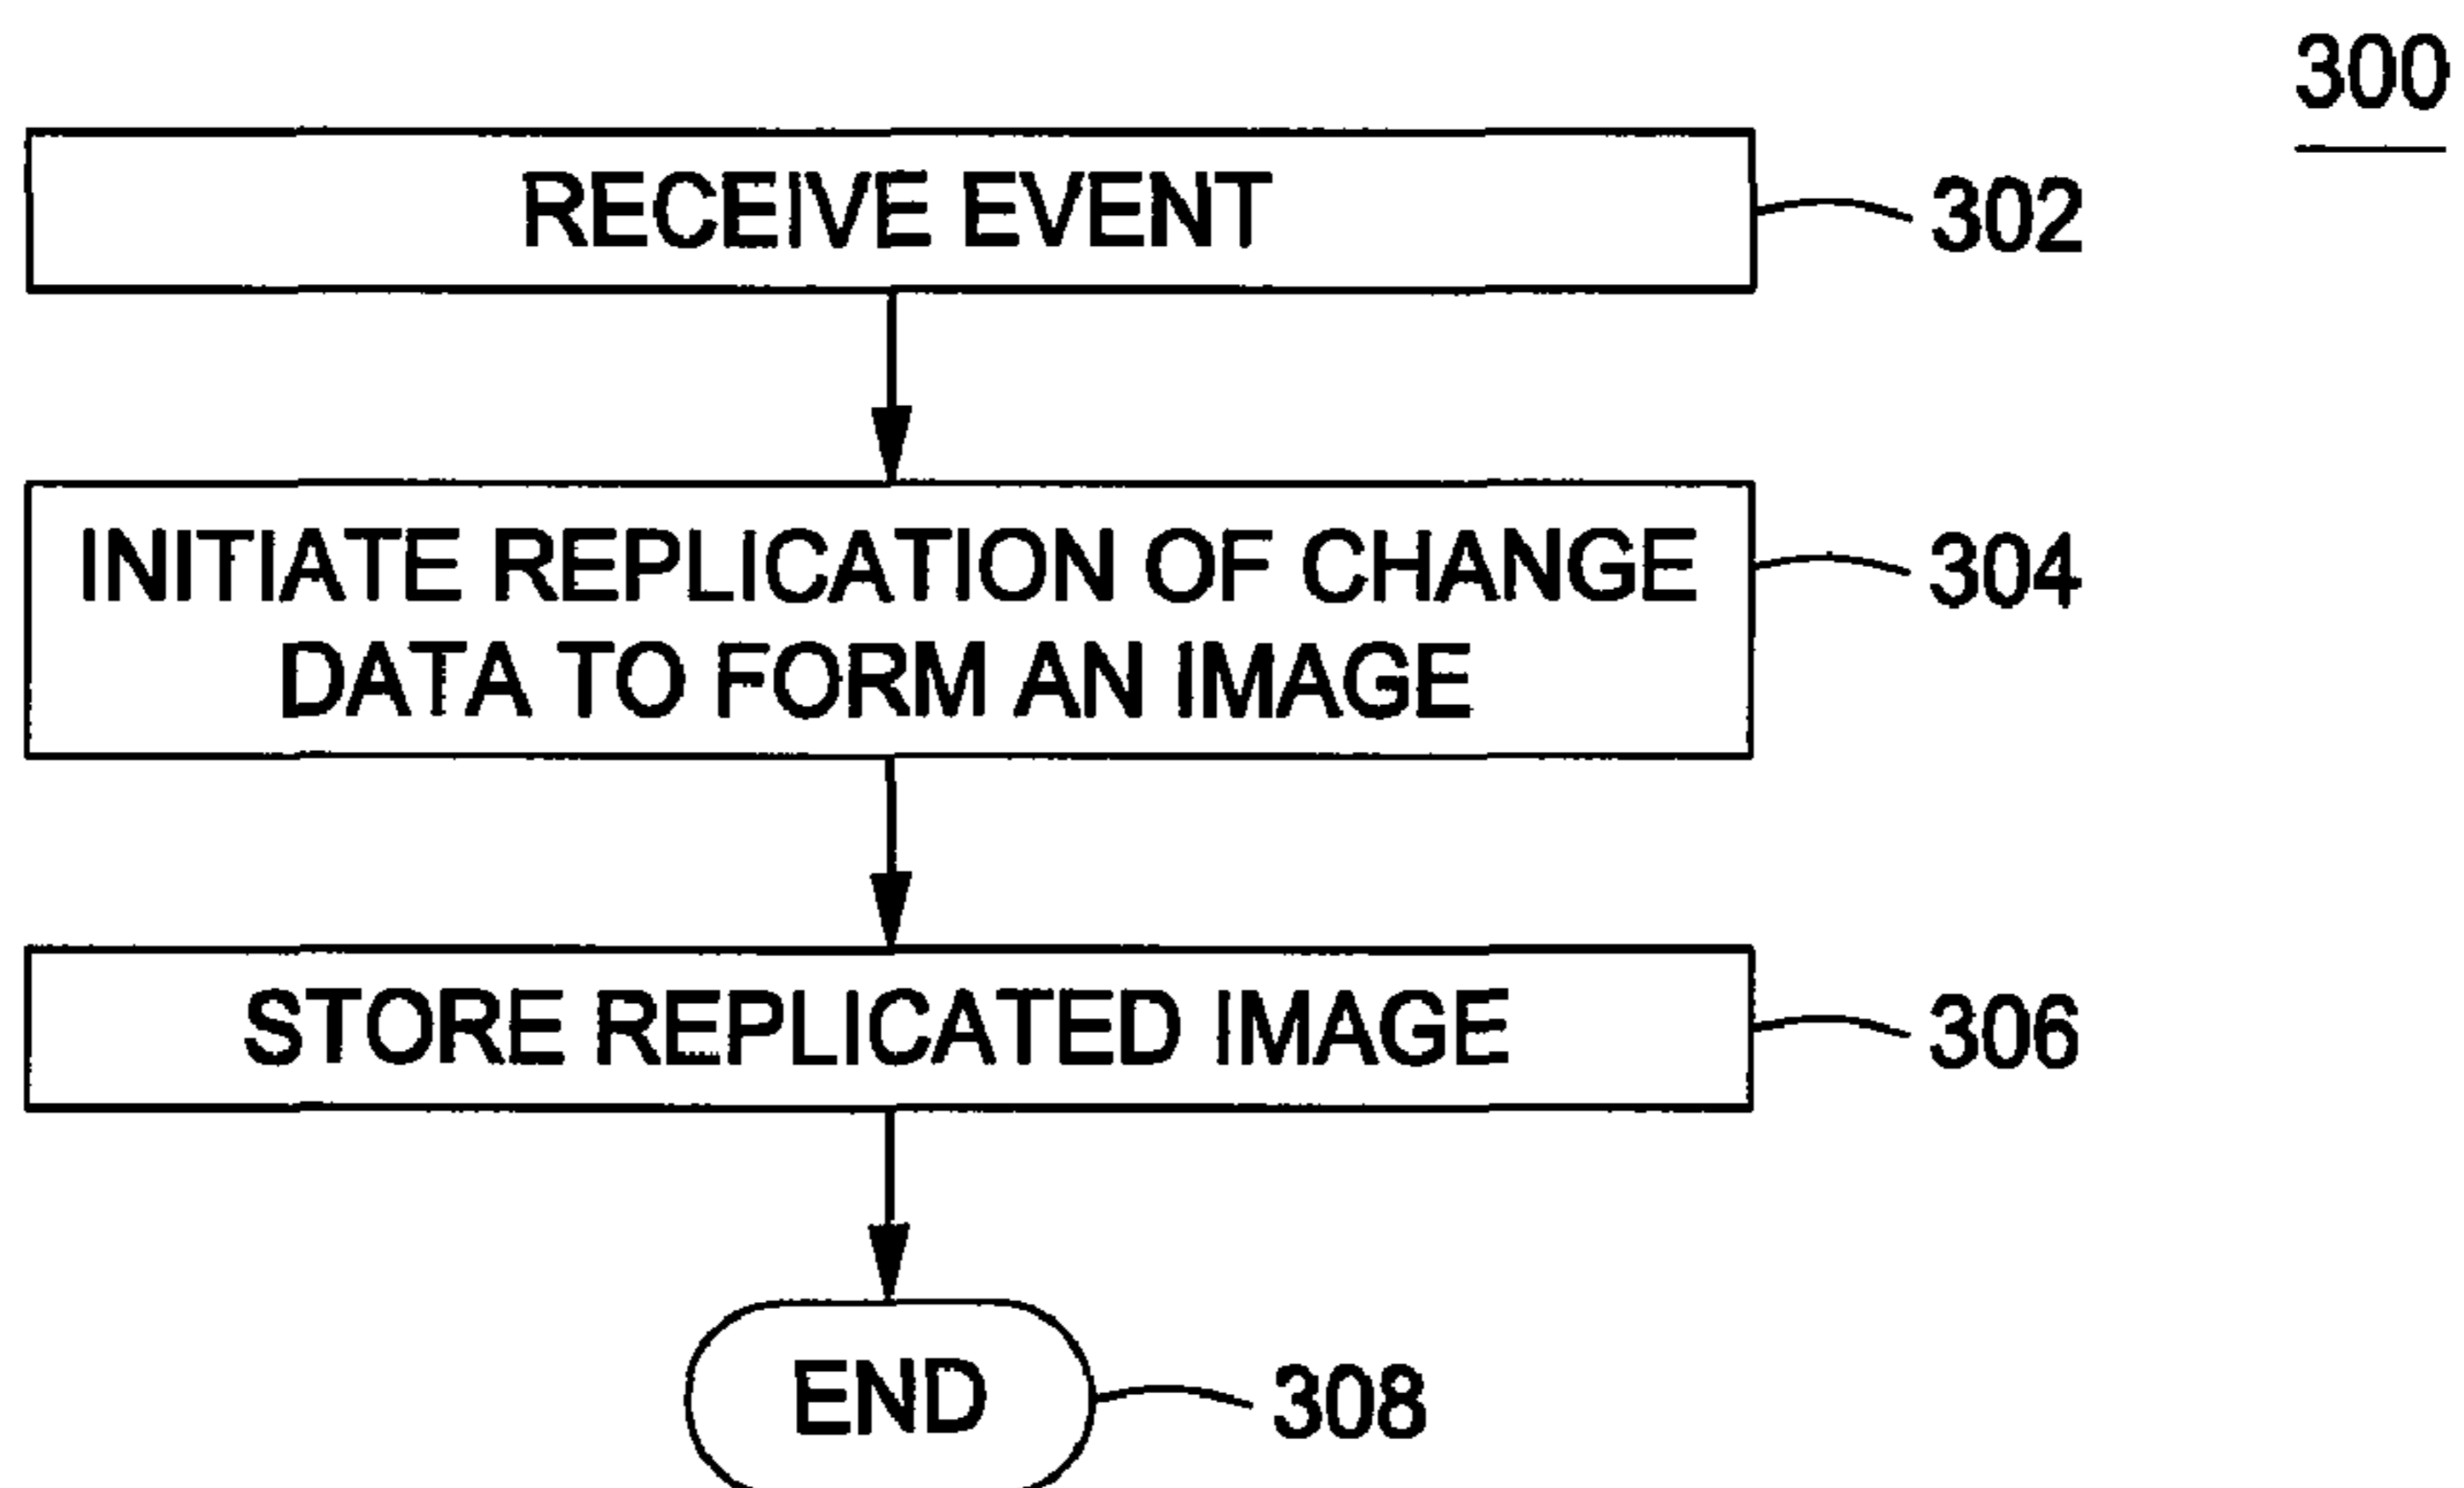 300
RECEIVE EVENT
302
INITIATE REPLICATION OF CHANGE
DATA TO FORM AN IMAGE
304
STORE REPLICATED IMAGE
306
END
308